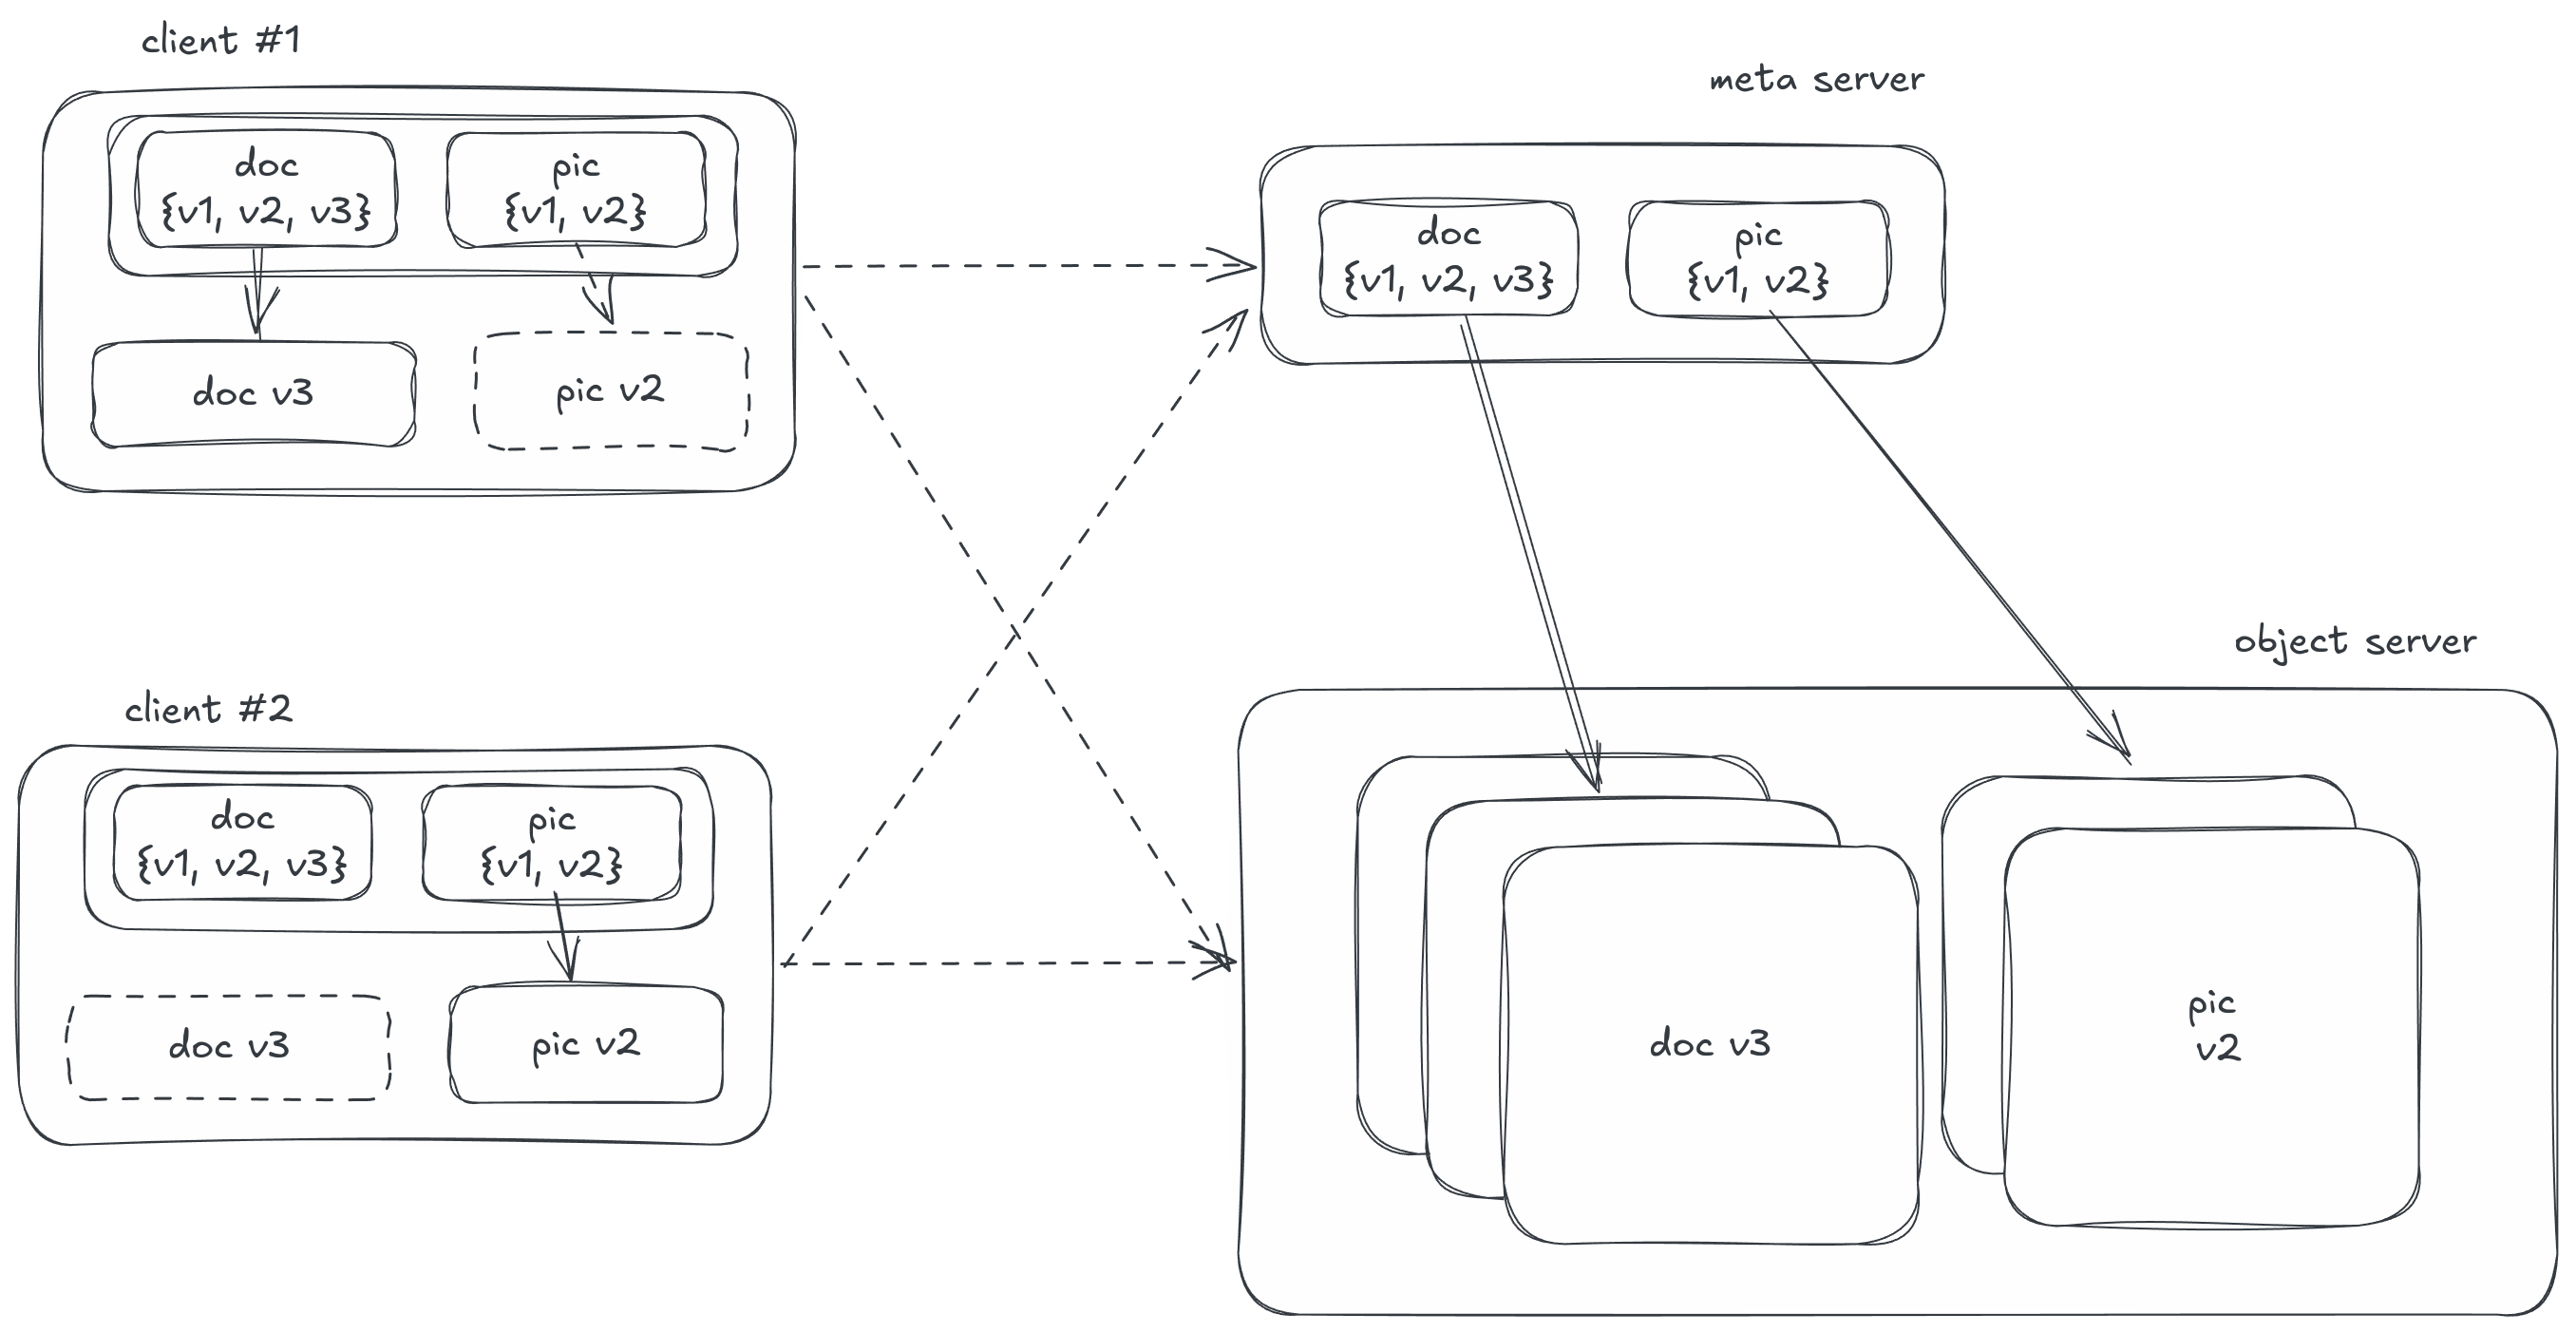 client #1
doc
{v1, v2, v3}
pic
{v1, v2}
doc v3
pic v2
meta server
doc
{v1, v2, v3}
pic
{v1, v2}
client #2
doc
{v1, v2, v3}
pic
{v1, v2}
doc v3
pic v2
object server
doc v3
pic
v2